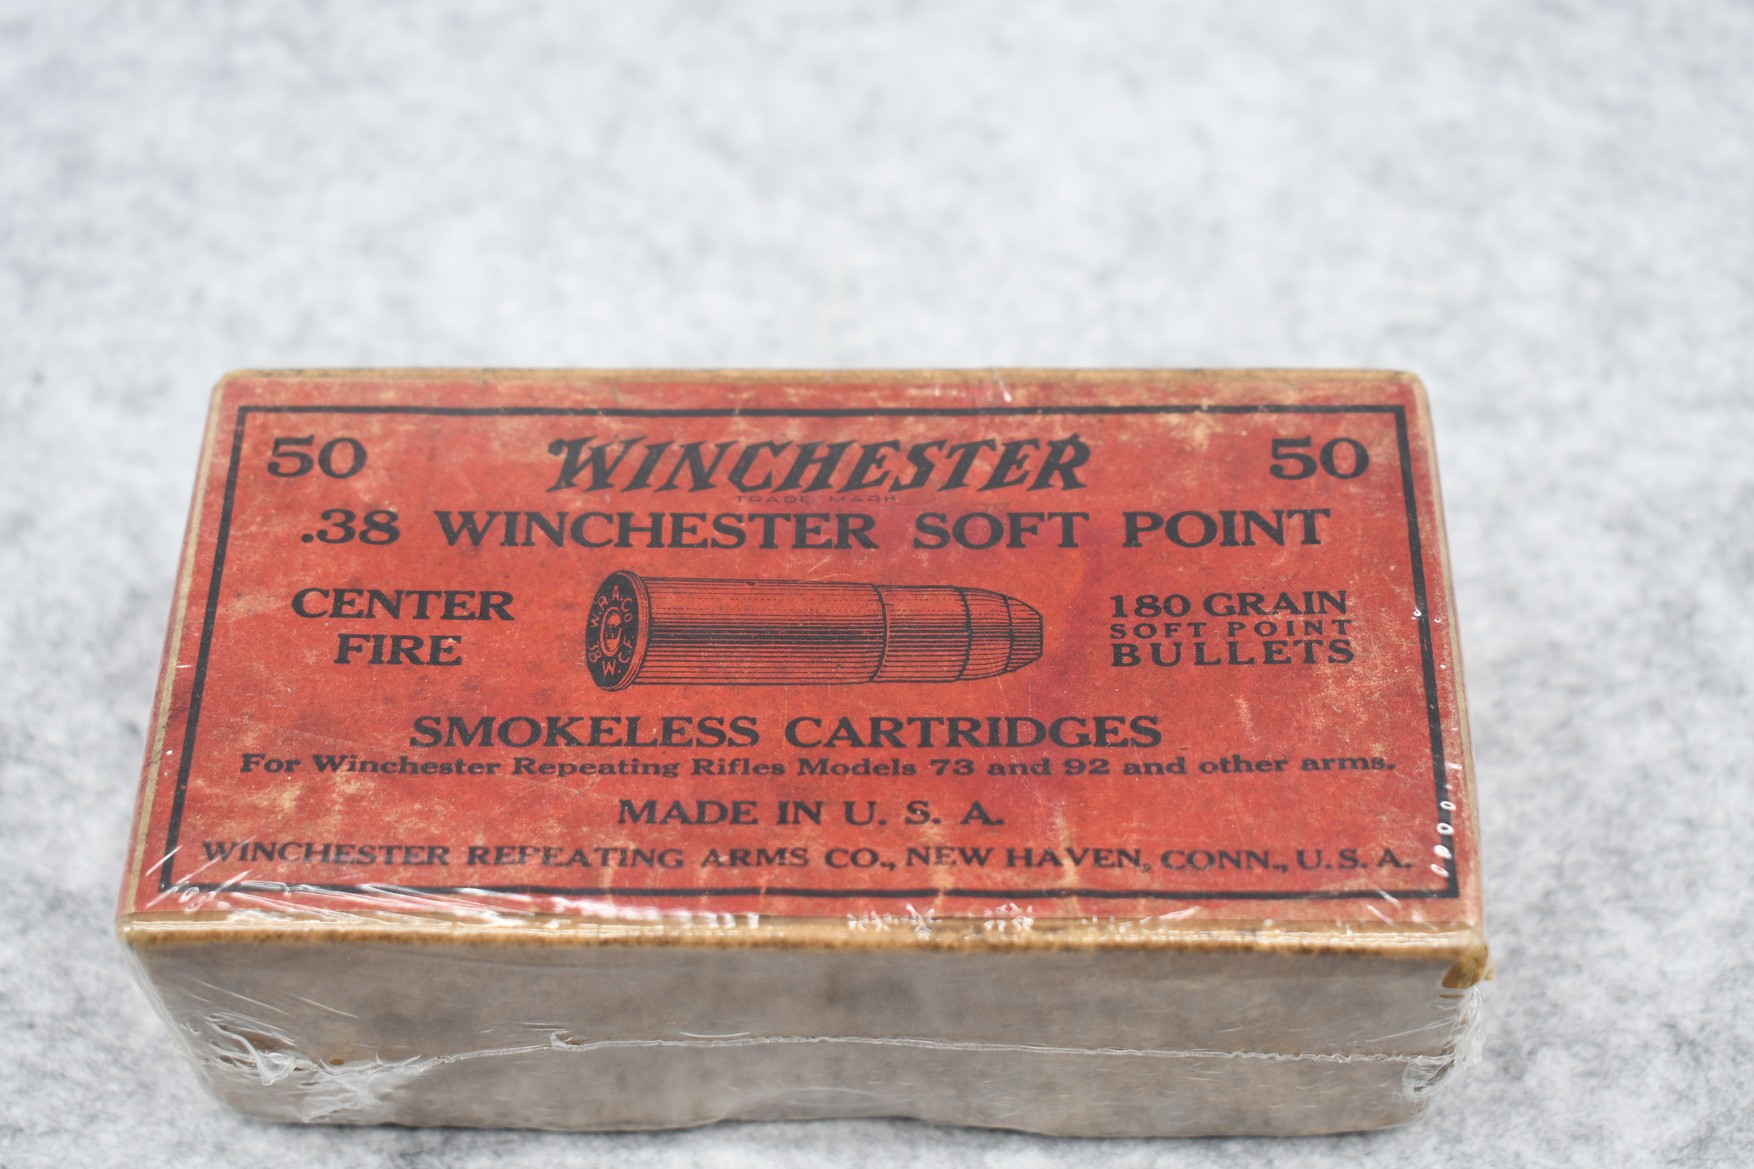 50 WINCHESTER 50
TRADE MARK
.38 WINCHESTER SOFT POINT
CENTER
FIRE
W.R.A.Co.
W
38 W.C.F.
180 GRAIN
SOFT POINT
BULLETS
SMOKELESS CARTRIDGES
For Winchester Repeating Rifles Models 73 and 92 and other arms.
MADE IN U. S. A.
WINCHESTER REPEATING ARMS CO., NEW HAVEN, CONN., U. S. A.